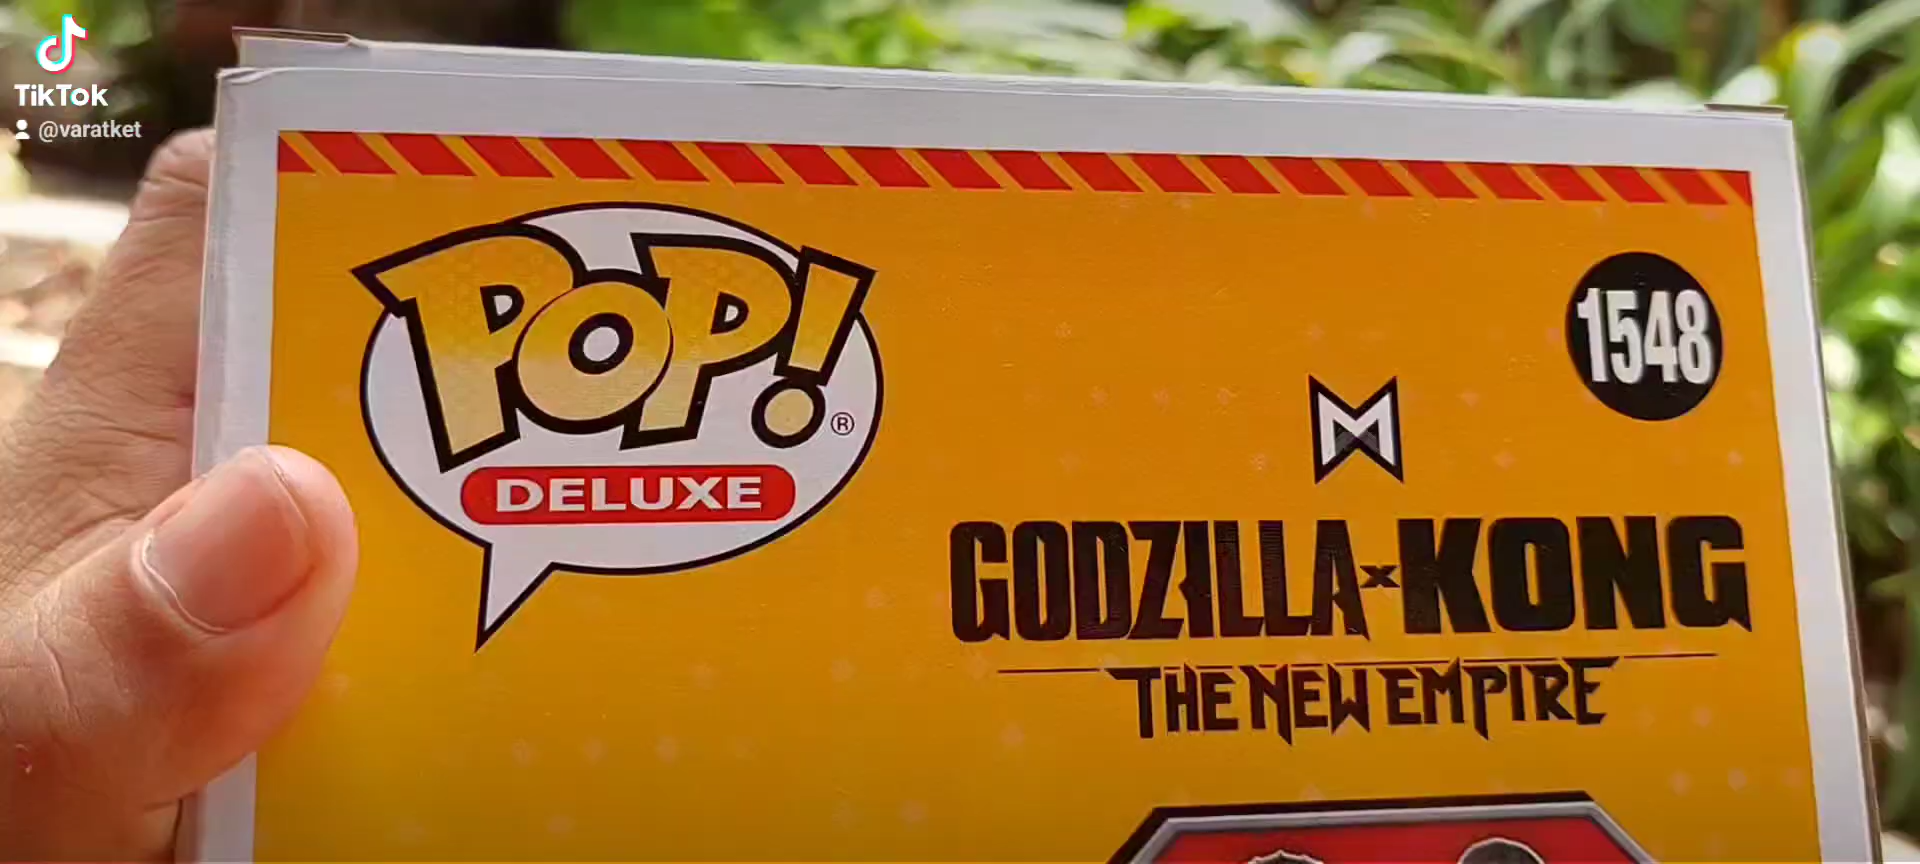 TikTok
@varatket
POP!®
DELUXE
1548
M
GODZILLA x KONG
THE NEW EMPIRE